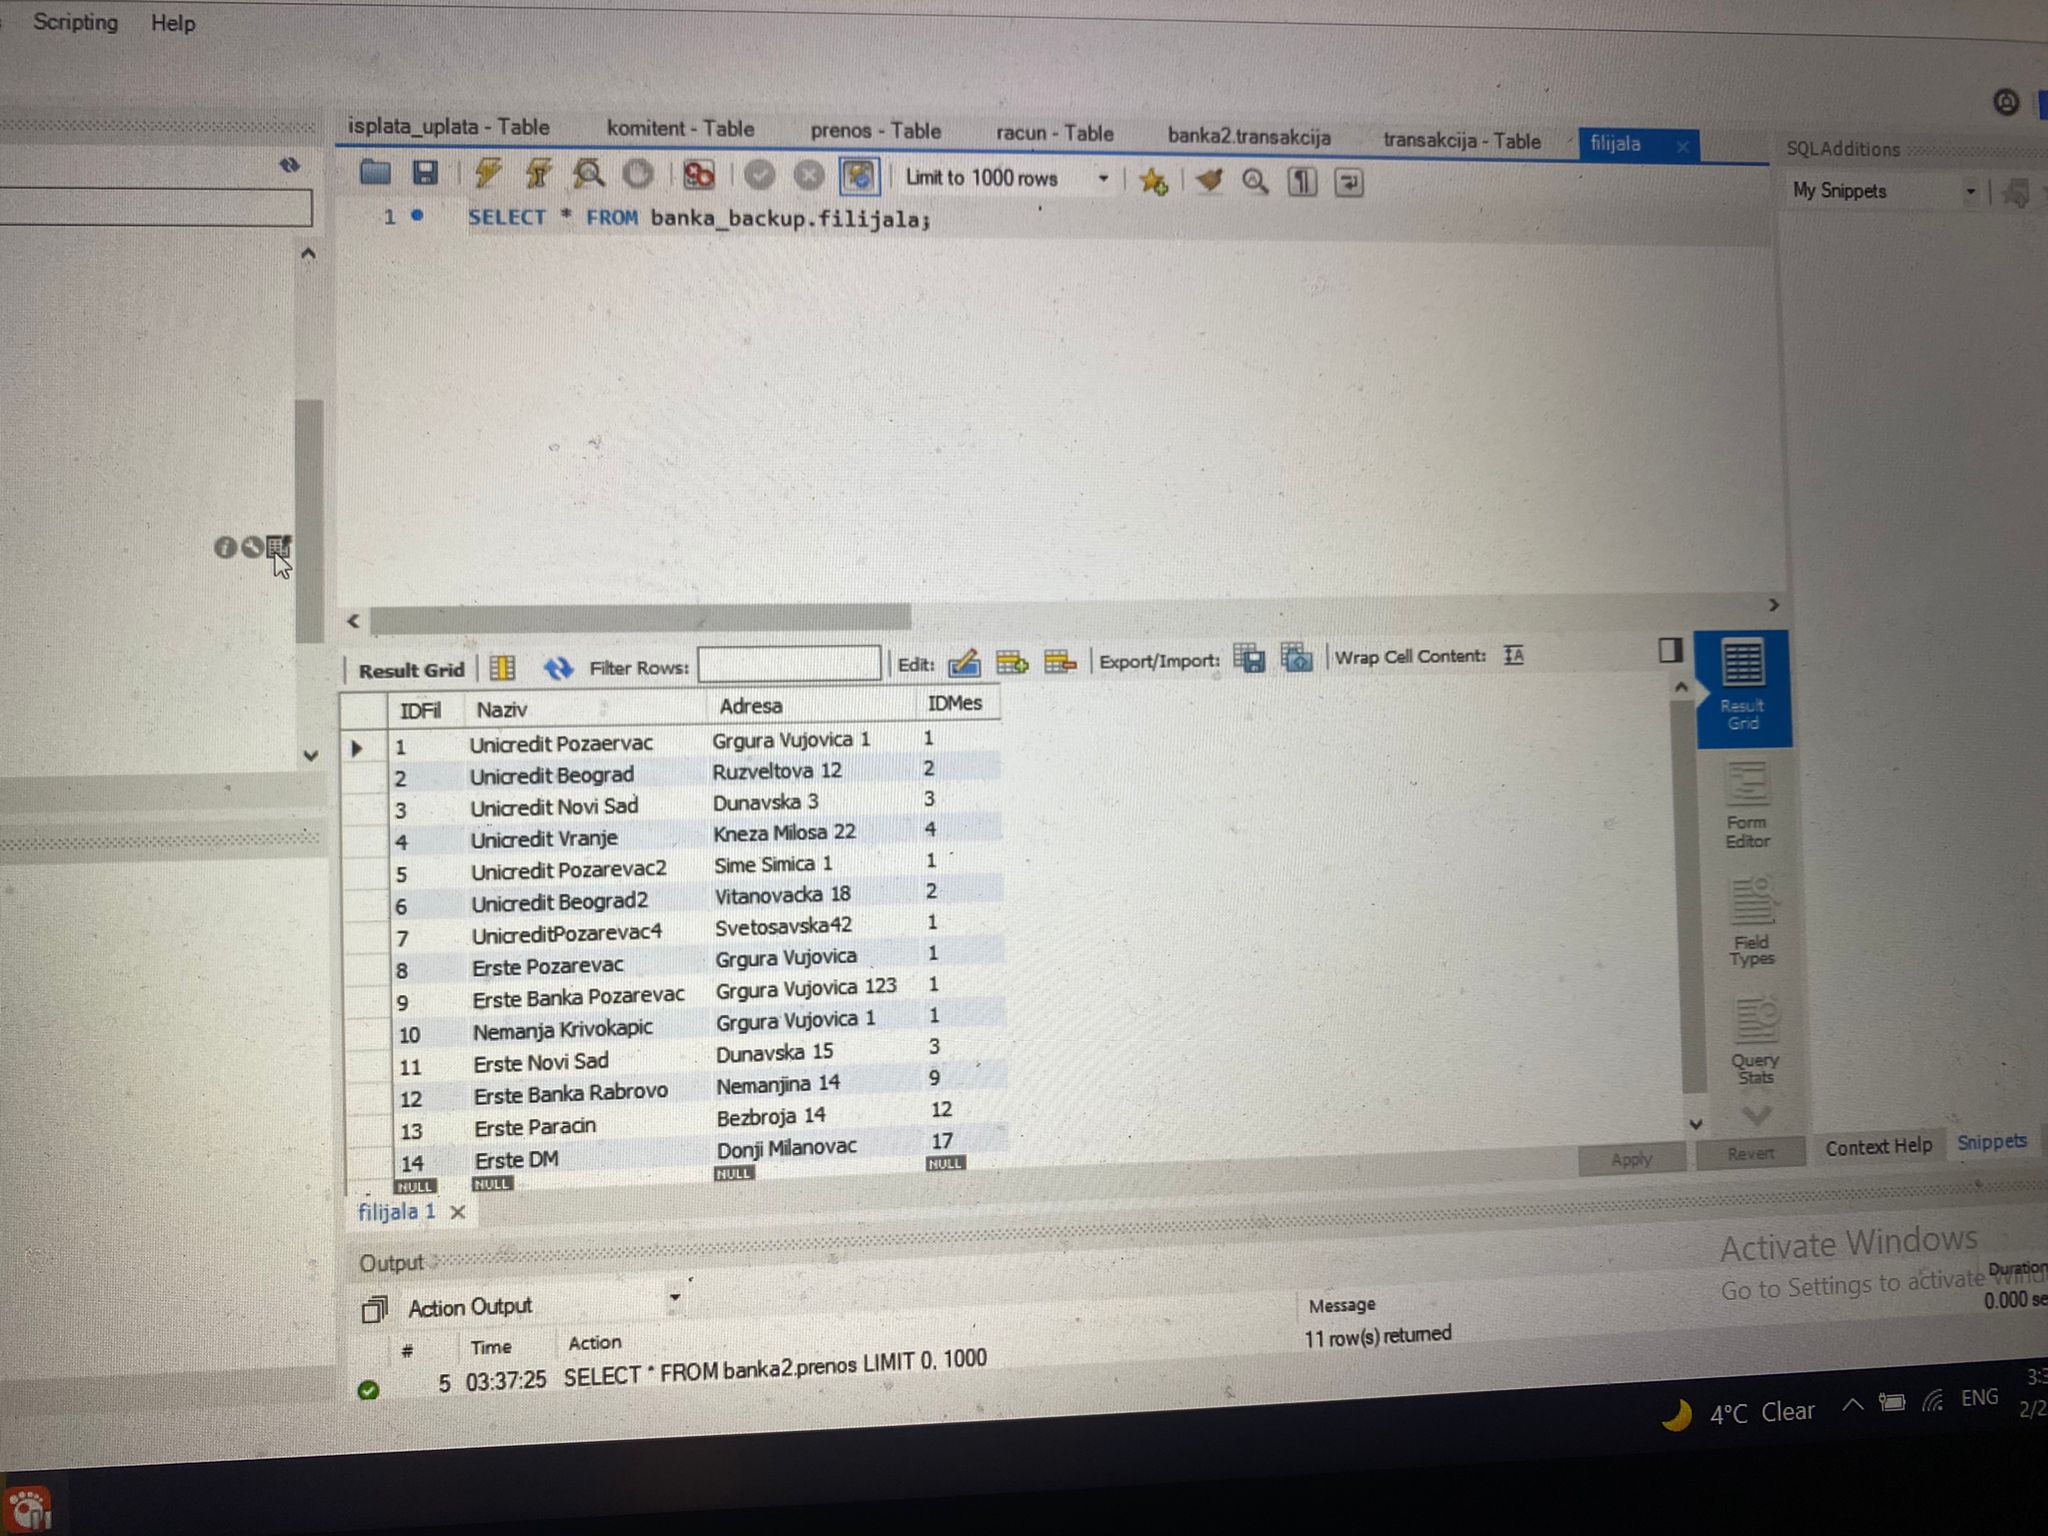 Scripting Help
isplata_uplata - Table komitent - Table prenos - Table racun - Table banka2.transakcija transakcija - Table filijala
SQLAdditions
Limit to 1000 rows
My Snippets
1 SELECT * FROM banka_backup.filijala;
Result Grid Filter Rows: Edit: Export/Import: Wrap Cell Content:
IDFil Naziv Adresa IDMes
1 Unicredit Pozaervac Grgura Vujovica 1 1
2 Unicredit Beograd Ruzveltova 12 2
3 Unicredit Novi Sad Dunavska 3 3
4 Unicredit Vranje Kneza Milosa 22 4
5 Unicredit Pozarevac2 Sime Simica 1 1
6 Unicredit Beograd2 Vitanovacka 18 2
7 UnicreditPozarevac4 Svetosavska42 1
8 Erste Pozarevac Grgura Vujovica 1
9 Erste Banka Pozarevac Grgura Vujovica 123 1
10 Nemanja Krivokapic Grgura Vujovica 1 1
11 Erste Novi Sad Dunavska 15 3
12 Erste Banka Rabrovo Nemanjina 14 9
13 Erste Paracin Bezbroja 14 12
14 Erste DM Donji Milanovac 17
NULL NULL NULL NULL
Result
Grid
Form
Editor
Field
Types
Query
Stats
Apply Revert Context Help Snippets
filijala 1
Output
Activate Windows
Go to Settings to activate
Action Output
# Time Action Message Duration
5 03:37:25 SELECT * FROM banka2.prenos LIMIT 0, 1000 11 row(s) returned 0.000 se
4°C Clear ENG